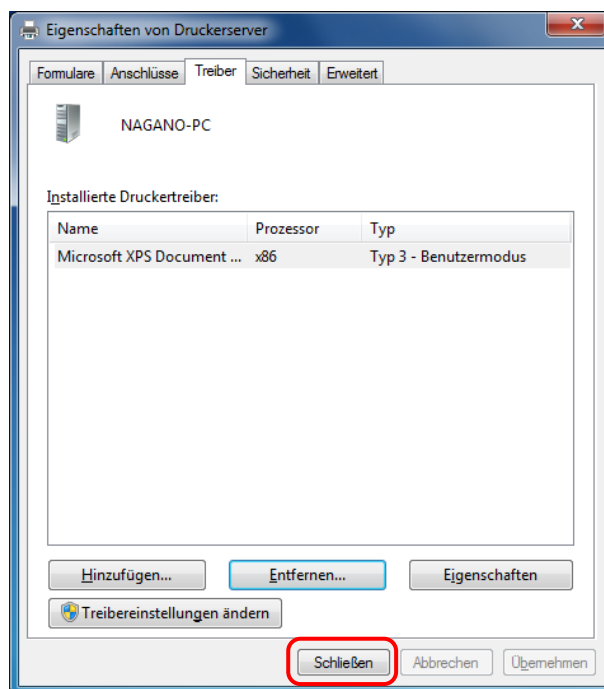 Eigenschaften von Druckerserver
Formulare Anschlüsse Treiber Sicherheit Erweitert
NAGANO-PC
Installierte Druckertreiber:
Name Prozessor Typ
Microsoft XPS Document ... x86 Typ 3 - Benutzermodus
Hinzufügen... Entfernen... Eigenschaften
Treibereinstellungen ändern
Schließen Abbrechen Übernehmen